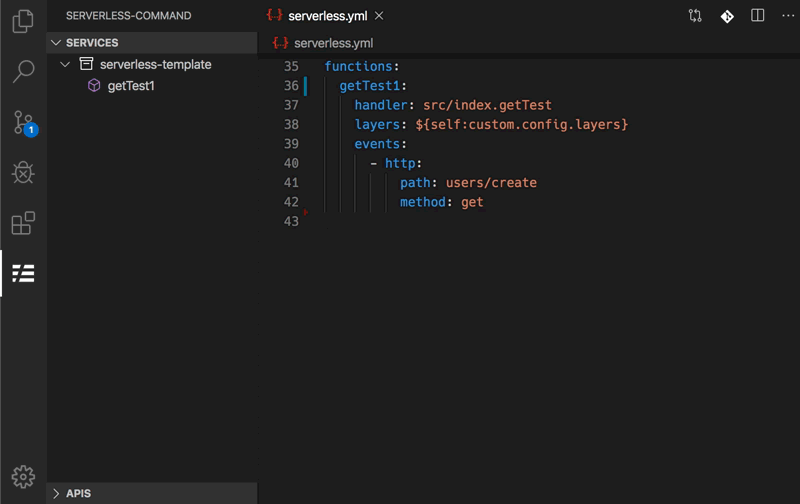 SERVERLESS-COMMAND
SERVICES
serverless-template
getTest1
1
APIS
{..} serverless.yml
{..} serverless.yml
35 functions:
36 getTest1:
37 handler: src/index.getTest
38 layers: ${self:custom.config.layers}
39 events:
40 - http:
41 path: users/create
42 method: get
43